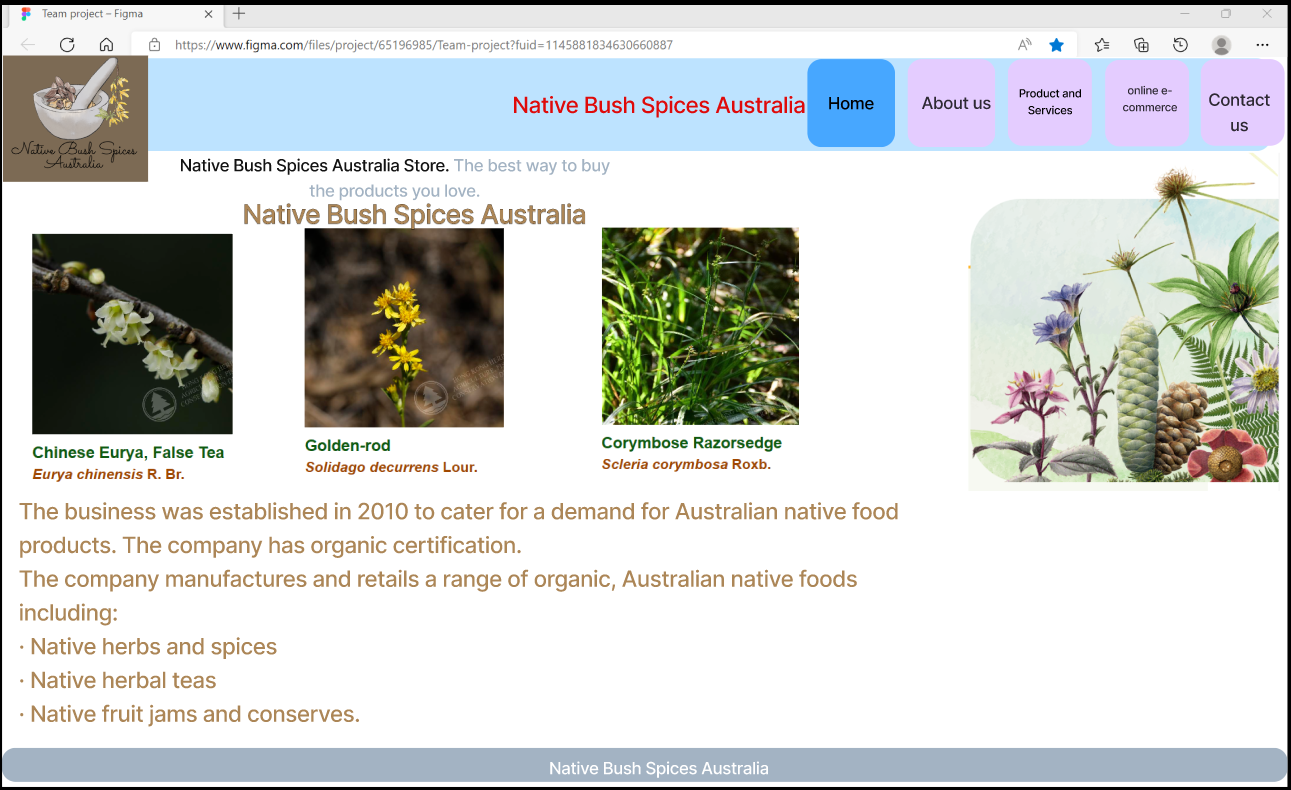 Team project – Figma
https://www.figma.com/files/project/65196985/Team-project?fuid=1145881834630660887
Native Bush Spices
Australia
Native Bush Spices Australia
Home
About us
Product and
Services
online e-
commerce
Contact
us
Native Bush Spices Australia Store. The best way to buy
the products you love.
Native Bush Spices Australia
Chinese Eurya, False Tea
Eurya chinensis R. Br.
Golden-rod
Solidago decurrens Lour.
Corymbose Razorsedge
Scleria corymbosa Roxb.
The business was established in 2010 to cater for a demand for Australian native food
products. The company has organic certification.
The company manufactures and retails a range of organic, Australian native foods
including:
· Native herbs and spices
· Native herbal teas
· Native fruit jams and conserves.
Native Bush Spices Australia